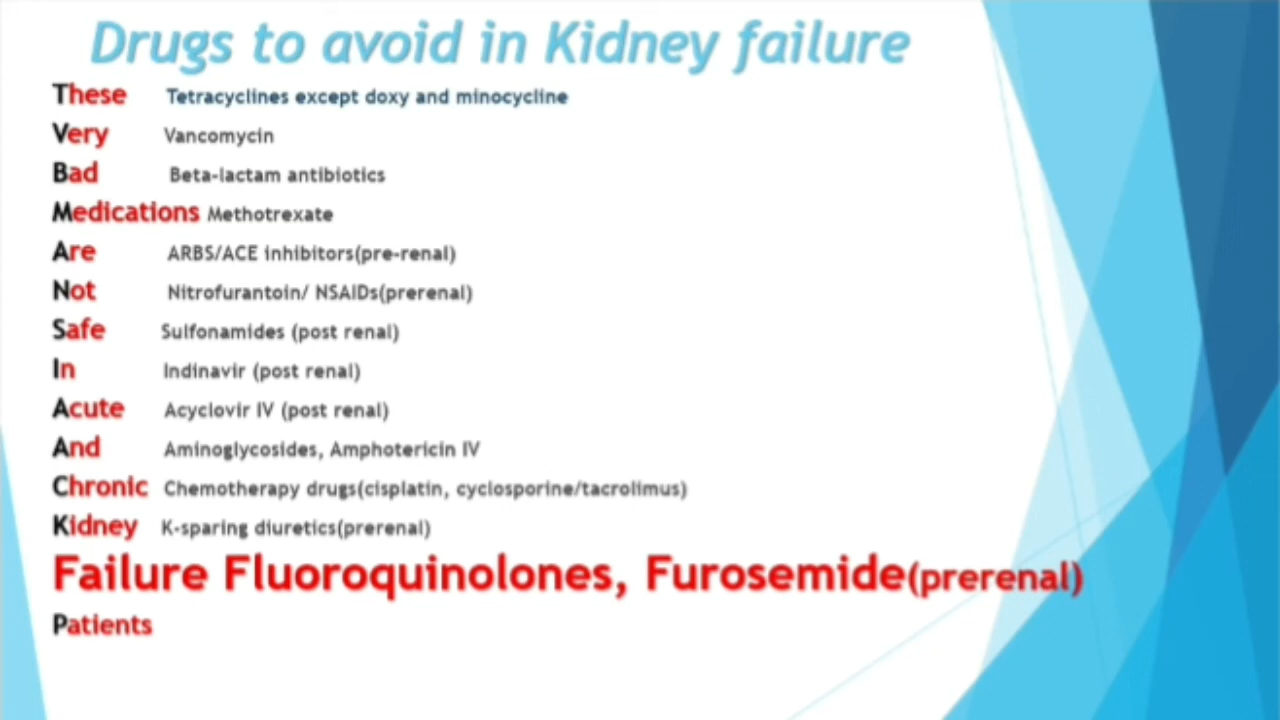 Drugs to avoid in Kidney failure
These Tetracyclines except doxy and minocycline
Very Vancomycin
Bad Beta-lactam antibiotics
Medications Methotrexate
Are ARBS/ACE inhibitors(pre-renal)
Not Nitrofurantoin/ NSAIDs(prerenal)
Safe Sulfonamides (post renal)
In Indinavir (post renal)
Acute Acyclovir IV (post renal)
And Aminoglycosides, Amphotericin IV
Chronic Chemotherapy drugs(cisplatin, cyclosporine/tacrolimus)
Kidney K-sparing diuretics(prerenal)
Failure Fluoroquinolones, Furosemide(prerenal)
Patients